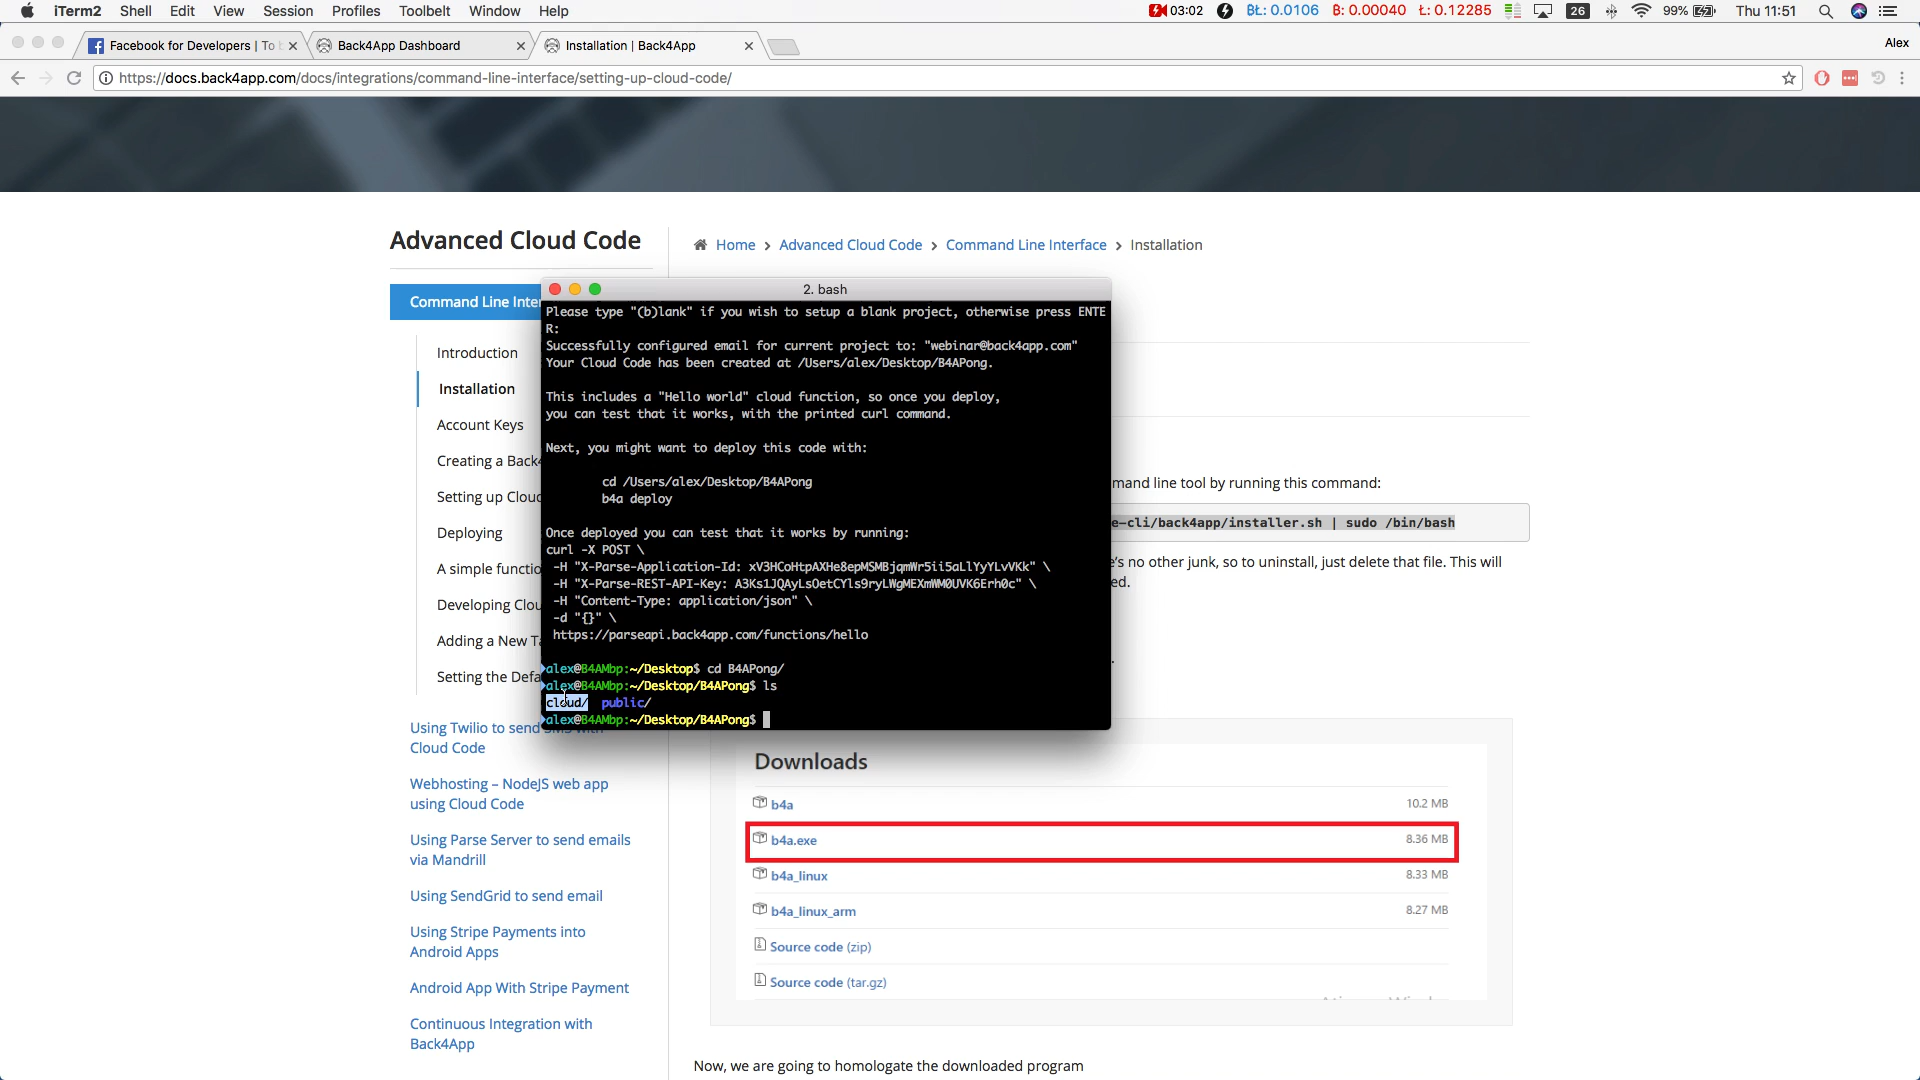 iTerm2 Shell Edit View Session Profiles Toolbelt Window Help
03:02 BŁ: 0.0106 B: 0.00040 Ł: 0.12285 26 99% Thu 11:51
Facebook for Developers | To
Back4App Dashboard
Installation | Back4App
Alex
https://docs.back4app.com/docs/integrations/command-line-interface/setting-up-cloud-code/
Advanced Cloud Code
Home > Advanced Cloud Code > Command Line Interface > Installation
Command Line Inter
Introduction
Installation
Account Keys
Creating a Back4
Setting up Cloud
Deploying
A simple functio
Developing Clou
Adding a New Ta
Setting the Defa
Using Twilio to send SMS with
Cloud Code
Webhosting – NodeJS web app
using Cloud Code
Using Parse Server to send emails
via Mandrill
Using SendGrid to send email
Using Stripe Payments into
Android Apps
Android App With Stripe Payment
Continuous Integration with
Back4App
2. bash
Please type "(b)lank" if you wish to setup a blank project, otherwise press ENTE
R:
Successfully configured email for current project to: "webinar@back4app.com"
Your Cloud Code has been created at /Users/alex/Desktop/B4APong.
This includes a "Hello world" cloud function, so once you deploy,
you can test that it works, with the printed curl command.
Next, you might want to deploy this code with:
cd /Users/alex/Desktop/B4APong
b4a deploy
Once deployed you can test that it works by running:
curl -X POST \
-H "X-Parse-Application-Id: xV3HCoHtpAXHe8epMSMBjqmWr5ii5aLlYyYLvVKk" \
-H "X-Parse-REST-API-Key: A3Ks1JQAyLsOetCYls9ryLWgMEXmWM0UVK6Erh0c" \
-H "Content-Type: application/json" \
-d "{}" \
https://parseapi.back4app.com/functions/hello
alex@B4AMbp:~/Desktop$ cd B4APong/
alex@B4AMbp:~/Desktop/B4APong$ ls
cloud/ public/
alex@B4AMbp:~/Desktop/B4APong$
mand line tool by running this command:
e-cli/back4app/installer.sh | sudo /bin/bash
e's no other junk, so to uninstall, just delete that file. This will
ed.
Downloads
b4a 10.2 MB
b4a.exe 8.36 MB
b4a_linux 8.33 MB
b4a_linux_arm 8.27 MB
Source code (zip)
Source code (tar.gz)
Now, we are going to homologate the downloaded program